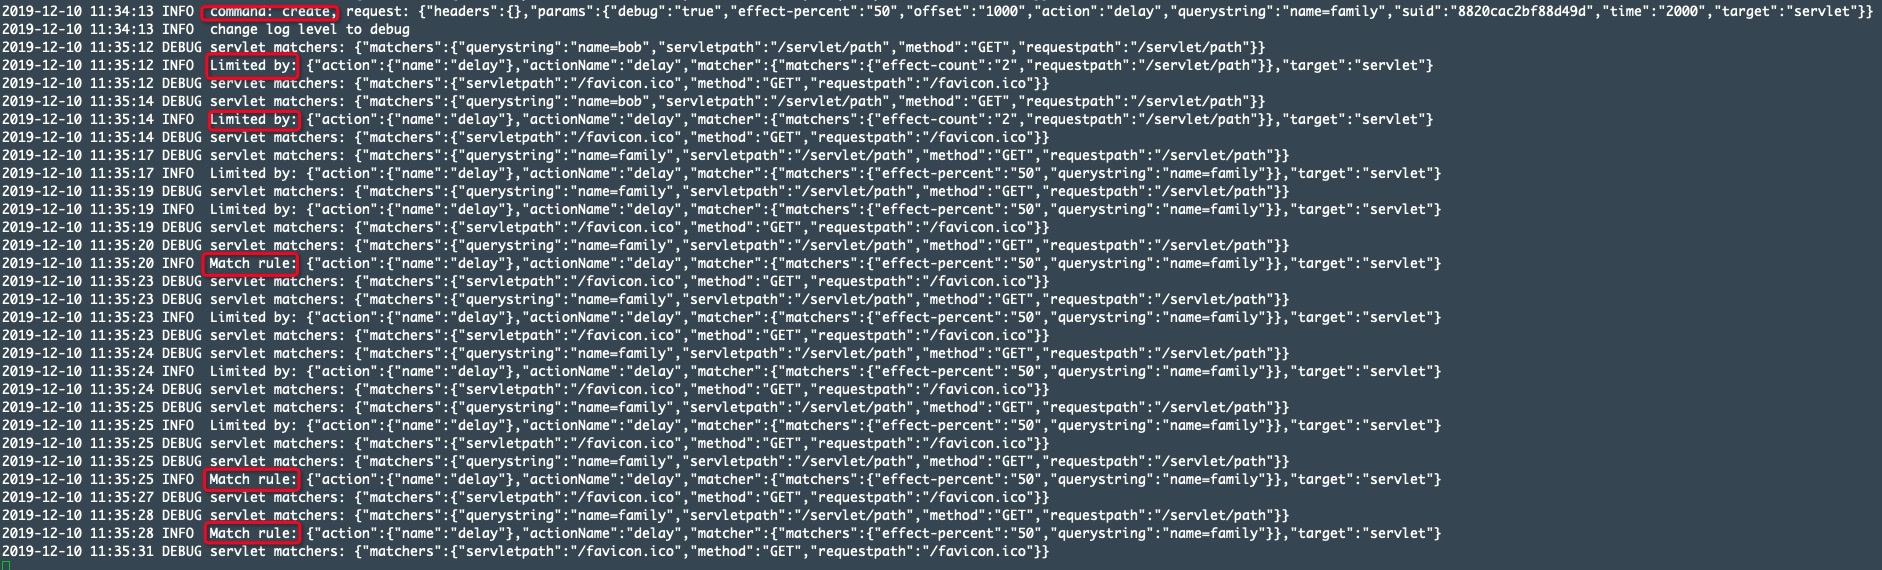 2019-12-10 11:34:13 INFO  command: create, request: {"headers":{},"params":{"debug":"true","effect-percent":"50","offset":"1000","action":"delay","querystring":"name=family","suid":"8820cac2bf88d49d","time":"2000","target":"servlet"}}
2019-12-10 11:34:13 INFO  change log level to debug
2019-12-10 11:35:12 DEBUG servlet matchers: {"matchers":{"querystring":"name=bob","servletpath":"/servlet/path","method":"GET","requestpath":"/servlet/path"}}
2019-12-10 11:35:12 INFO  Limited by: {"action":{"name":"delay"},"actionName":"delay","matcher":{"matchers":{"effect-count":"2","requestpath":"/servlet/path"}},"target":"servlet"}
2019-12-10 11:35:12 DEBUG servlet matchers: {"matchers":{"servletpath":"/favicon.ico","method":"GET","requestpath":"/favicon.ico"}}
2019-12-10 11:35:14 DEBUG servlet matchers: {"matchers":{"querystring":"name=bob","servletpath":"/servlet/path","method":"GET","requestpath":"/servlet/path"}}
2019-12-10 11:35:14 INFO  Limited by: {"action":{"name":"delay"},"actionName":"delay","matcher":{"matchers":{"effect-count":"2","requestpath":"/servlet/path"}},"target":"servlet"}
2019-12-10 11:35:14 DEBUG servlet matchers: {"matchers":{"servletpath":"/favicon.ico","method":"GET","requestpath":"/favicon.ico"}}
2019-12-10 11:35:17 DEBUG servlet matchers: {"matchers":{"querystring":"name=family","servletpath":"/servlet/path","method":"GET","requestpath":"/servlet/path"}}
2019-12-10 11:35:17 INFO  Limited by: {"action":{"name":"delay"},"actionName":"delay","matcher":{"matchers":{"effect-percent":"50","querystring":"name=family"}},"target":"servlet"}
2019-12-10 11:35:19 DEBUG servlet matchers: {"matchers":{"querystring":"name=family","servletpath":"/servlet/path","method":"GET","requestpath":"/servlet/path"}}
2019-12-10 11:35:19 INFO  Limited by: {"action":{"name":"delay"},"actionName":"delay","matcher":{"matchers":{"effect-percent":"50","querystring":"name=family"}},"target":"servlet"}
2019-12-10 11:35:19 DEBUG servlet matchers: {"matchers":{"servletpath":"/favicon.ico","method":"GET","requestpath":"/favicon.ico"}}
2019-12-10 11:35:20 DEBUG servlet matchers: {"matchers":{"querystring":"name=family","servletpath":"/servlet/path","method":"GET","requestpath":"/servlet/path"}}
2019-12-10 11:35:20 INFO  Match rule: {"action":{"name":"delay"},"actionName":"delay","matcher":{"matchers":{"effect-percent":"50","querystring":"name=family"}},"target":"servlet"}
2019-12-10 11:35:23 DEBUG servlet matchers: {"matchers":{"servletpath":"/favicon.ico","method":"GET","requestpath":"/favicon.ico"}}
2019-12-10 11:35:23 DEBUG servlet matchers: {"matchers":{"querystring":"name=family","servletpath":"/servlet/path","method":"GET","requestpath":"/servlet/path"}}
2019-12-10 11:35:23 INFO  Limited by: {"action":{"name":"delay"},"actionName":"delay","matcher":{"matchers":{"effect-percent":"50","querystring":"name=family"}},"target":"servlet"}
2019-12-10 11:35:23 DEBUG servlet matchers: {"matchers":{"servletpath":"/favicon.ico","method":"GET","requestpath":"/favicon.ico"}}
2019-12-10 11:35:24 DEBUG servlet matchers: {"matchers":{"querystring":"name=family","servletpath":"/servlet/path","method":"GET","requestpath":"/servlet/path"}}
2019-12-10 11:35:24 INFO  Limited by: {"action":{"name":"delay"},"actionName":"delay","matcher":{"matchers":{"effect-percent":"50","querystring":"name=family"}},"target":"servlet"}
2019-12-10 11:35:24 DEBUG servlet matchers: {"matchers":{"servletpath":"/favicon.ico","method":"GET","requestpath":"/favicon.ico"}}
2019-12-10 11:35:25 DEBUG servlet matchers: {"matchers":{"querystring":"name=family","servletpath":"/servlet/path","method":"GET","requestpath":"/servlet/path"}}
2019-12-10 11:35:25 INFO  Limited by: {"action":{"name":"delay"},"actionName":"delay","matcher":{"matchers":{"effect-percent":"50","querystring":"name=family"}},"target":"servlet"}
2019-12-10 11:35:25 DEBUG servlet matchers: {"matchers":{"servletpath":"/favicon.ico","method":"GET","requestpath":"/favicon.ico"}}
2019-12-10 11:35:25 DEBUG servlet matchers: {"matchers":{"querystring":"name=family","servletpath":"/servlet/path","method":"GET","requestpath":"/servlet/path"}}
2019-12-10 11:35:25 INFO  Match rule: {"action":{"name":"delay"},"actionName":"delay","matcher":{"matchers":{"effect-percent":"50","querystring":"name=family"}},"target":"servlet"}
2019-12-10 11:35:27 DEBUG servlet matchers: {"matchers":{"servletpath":"/favicon.ico","method":"GET","requestpath":"/favicon.ico"}}
2019-12-10 11:35:28 DEBUG servlet matchers: {"matchers":{"querystring":"name=family","servletpath":"/servlet/path","method":"GET","requestpath":"/servlet/path"}}
2019-12-10 11:35:28 INFO  Match rule: {"action":{"name":"delay"},"actionName":"delay","matcher":{"matchers":{"effect-percent":"50","querystring":"name=family"}},"target":"servlet"}
2019-12-10 11:35:31 DEBUG servlet matchers: {"matchers":{"servletpath":"/favicon.ico","method":"GET","requestpath":"/favicon.ico"}}